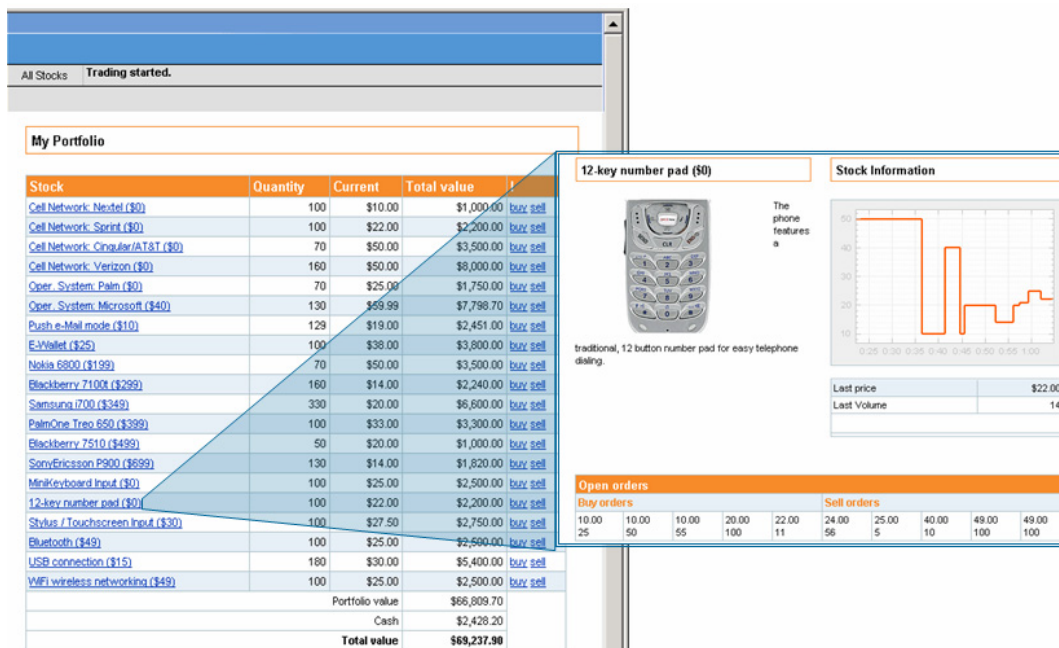 All Stocks Trading started.
My Portfolio
Stock Quantity Current Total value !
Cell Network: Nextel ($0) 100 $10.00 $1,000.00 buy sell
Cell Network: Sprint ($0) 100 $22.00 $2,200.00 buy sell
Cell Network: Cingular/AT&T ($0) 70 $50.00 $3,500.00 buy sell
Cell Network: Verizon ($0) 160 $50.00 $8,000.00 buy sell
Oper. System: Palm ($0) 70 $25.00 $1,750.00 buy sell
Oper. System: Microsoft ($40) 130 $59.99 $7,798.70 buy sell
Push e-Mail mode ($10) 129 $19.00 $2,451.00 buy sell
E-Wallet ($25) 100 $38.00 $3,800.00 buy sell
Nokia 6800 ($199) 70 $50.00 $3,500.00 buy sell
Blackberry 7100t ($299) 160 $14.00 $2,240.00 buy sell
Samsung i700 ($349) 330 $20.00 $6,600.00 buy sell
PalmOne Treo 650 ($399) 100 $33.00 $3,300.00 buy sell
Blackberry 7510 ($499) 50 $20.00 $1,000.00 buy sell
SonyEricsson P900 ($699) 130 $14.00 $1,820.00 buy sell
MiniKeyboard Input ($0) 100 $25.00 $2,500.00 buy sell
12-key number pad ($0) 100 $22.00 $2,200.00 buy sell
Stylus / Touchscreen Input ($30) 100 $27.50 $2,750.00 buy sell
Bluetooth ($49) 100 $25.00 $2,500.00 buy sell
USB connection ($15) 180 $30.00 $5,400.00 buy sell
WiFi wireless networking ($49) 100 $25.00 $2,500.00 buy sell
Portfolio value $66,809.70
Cash $2,428.20
Total value $69,237.90
12-key number pad ($0)
The
phone
features
a
traditional, 12 button number pad for easy telephone
dialing.
Stock Information
50
40
30
20
10
0:25 0:30 0:35 0:40 0:45 0:50 0:55 1:00
Last price $22.00
Last Volume 14
Open orders
Buy orders Sell orders
10.00 10.00 10.00 20.00 22.00 24.00 25.00 40.00 49.00 49.00
25 50 55 100 11 56 5 10 100 100